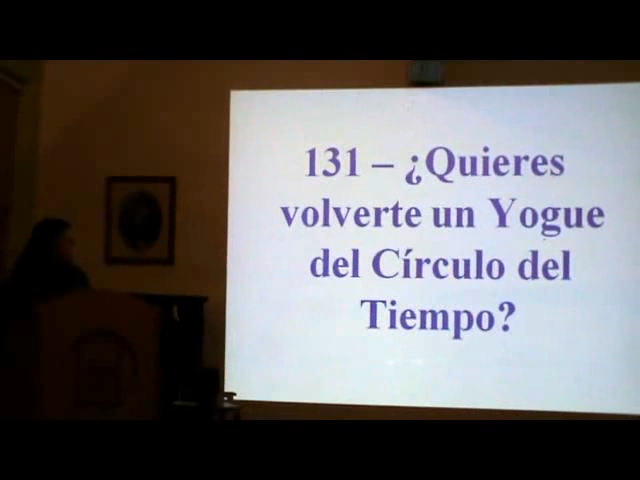 131 – ¿Quieres
volverte un Yogue
del Círculo del
Tiempo?